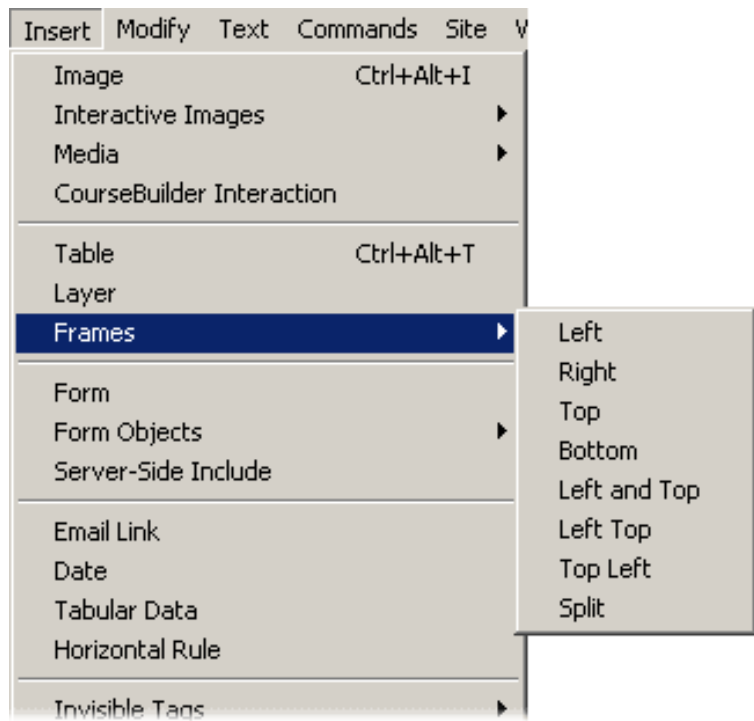 Insert Modify Text Commands Site
Image Ctrl+Alt+I
Interactive Images
Media
CourseBuilder Interaction
Table Ctrl+Alt+T
Layer
Frames
Left
Right
Top
Bottom
Left and Top
Left Top
Top Left
Split
Form
Form Objects
Server-Side Include
Email Link
Date
Tabular Data
Horizontal Rule
Invisible Tags